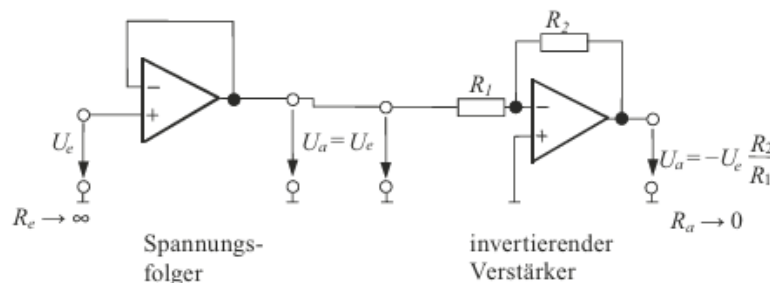 R₂
R₁
−
+
−
+
Uₑ
Uₐ = Uₑ
Uₐ = −Uₑ R₂/R₁
Rₑ → ∞
Rₐ → 0
Spannungs-
folger
invertierender
Verstärker